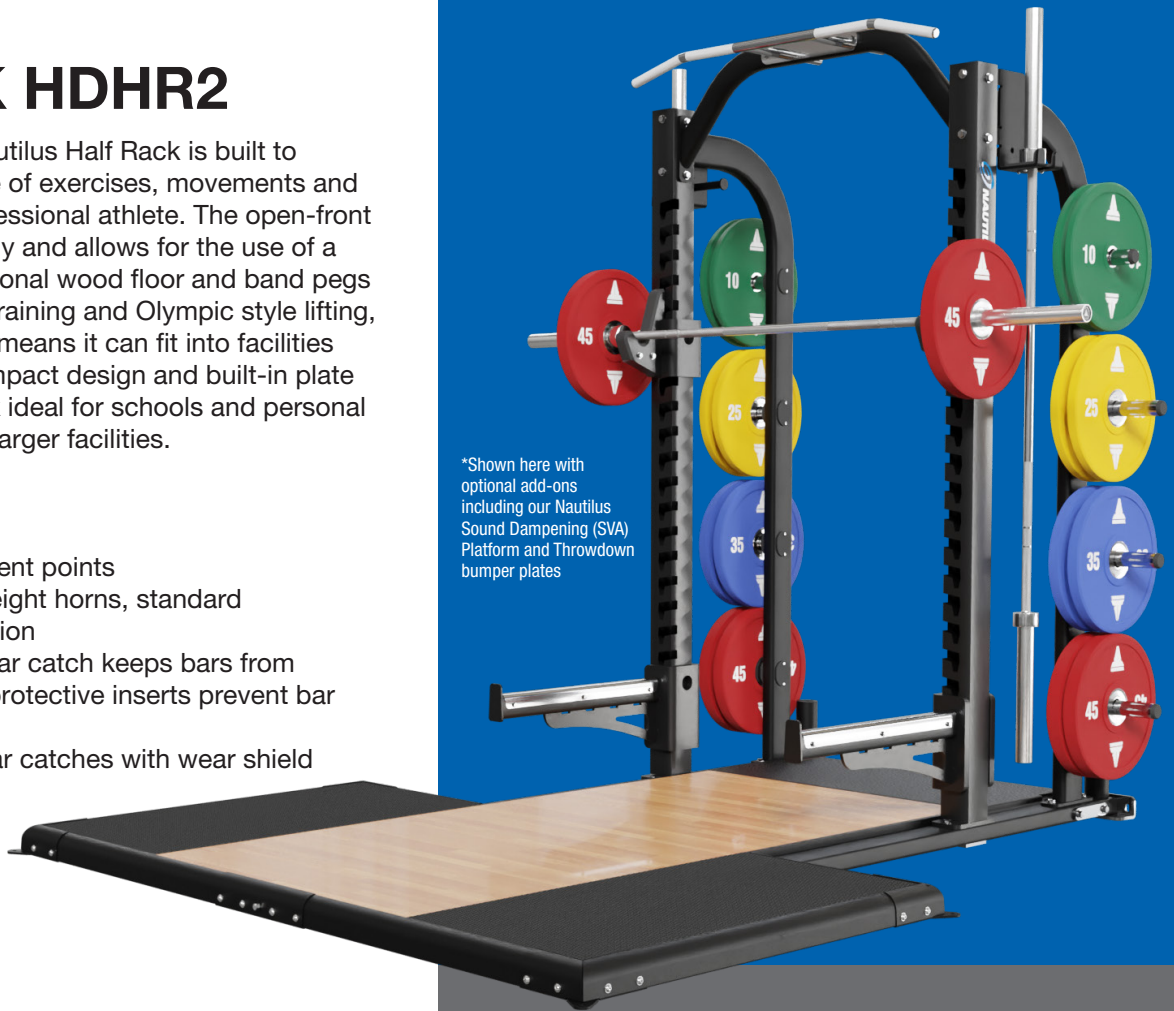 K HDHR2
utilus Half Rack is built to
e of exercises, movements and
essional athlete. The open-front
y and allows for the use of a
onal wood floor and band pegs
raining and Olympic style lifting,
means it can fit into facilities
mpact design and built-in plate
ideal for schools and personal
arger facilities.
ent points
eight horns, standard
ion
ar catch keeps bars from
protective inserts prevent bar
ar catches with wear shield
*Shown here with
optional add-ons
including our Nautilus
Sound Dampening (SVA)
Platform and Throwdown
bumper plates
NAUTIL
10
10
45
45
25
25
35
35
45
45